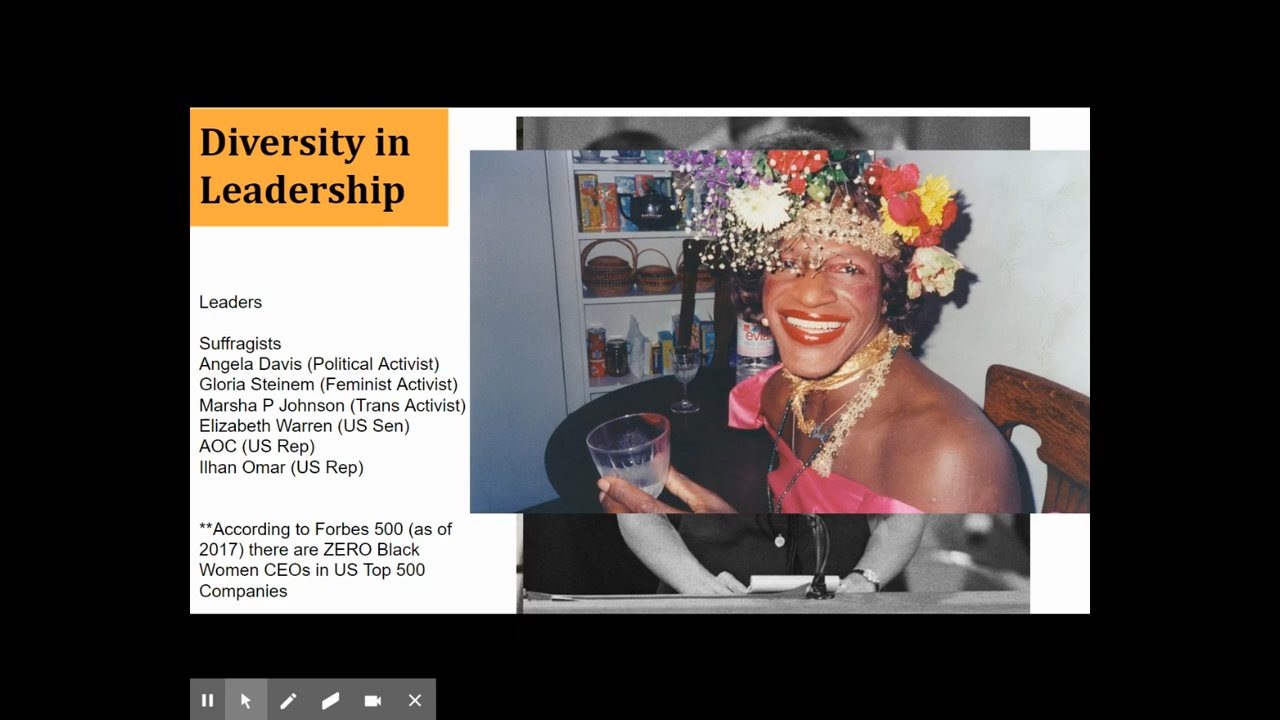 Diversity in
Leadership
Leaders
Suffragists
Angela Davis (Political Activist)
Gloria Steinem (Feminist Activist)
Marsha P Johnson (Trans Activist)
Elizabeth Warren (US Sen)
AOC (US Rep)
Ilhan Omar (US Rep)
**According to Forbes 500 (as of
2017) there are ZERO Black
Women CEOs in US Top 500
Companies
evia